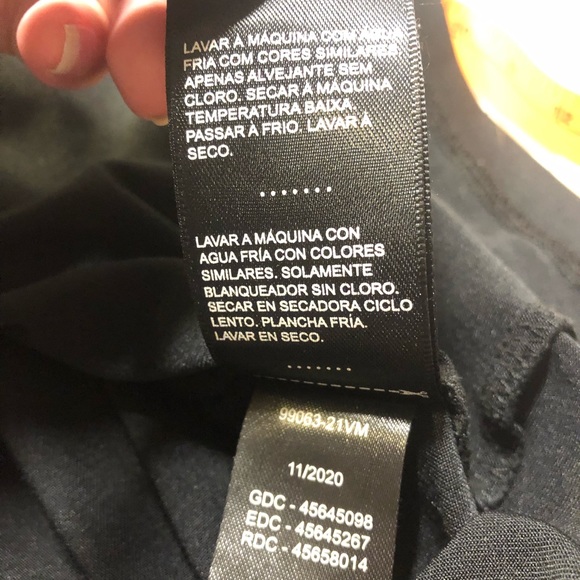 LAVAR A MÁQUINA COM AGUA
FRIA COM CORES SIMILARES
APENAS ALVEJANTE SEM
CLORO. SECAR A MÁQUINA
TEMPERATURA BAIXA.
PASSAR A FRIO. LAVAR A
SECO.
.......
LAVAR A MÁQUINA CON
AGUA FRÍA CON COLORES
SIMILARES. SOLAMENTE
BLANQUEADOR SIN CLORO.
SECAR EN SECADORA CICLO
LENTO. PLANCHA FRÍA.
LAVAR EN SECO.
.......
99063-21VM
11/2020
GDC - 45645098
EDC - 45645267
RDC - 45658014